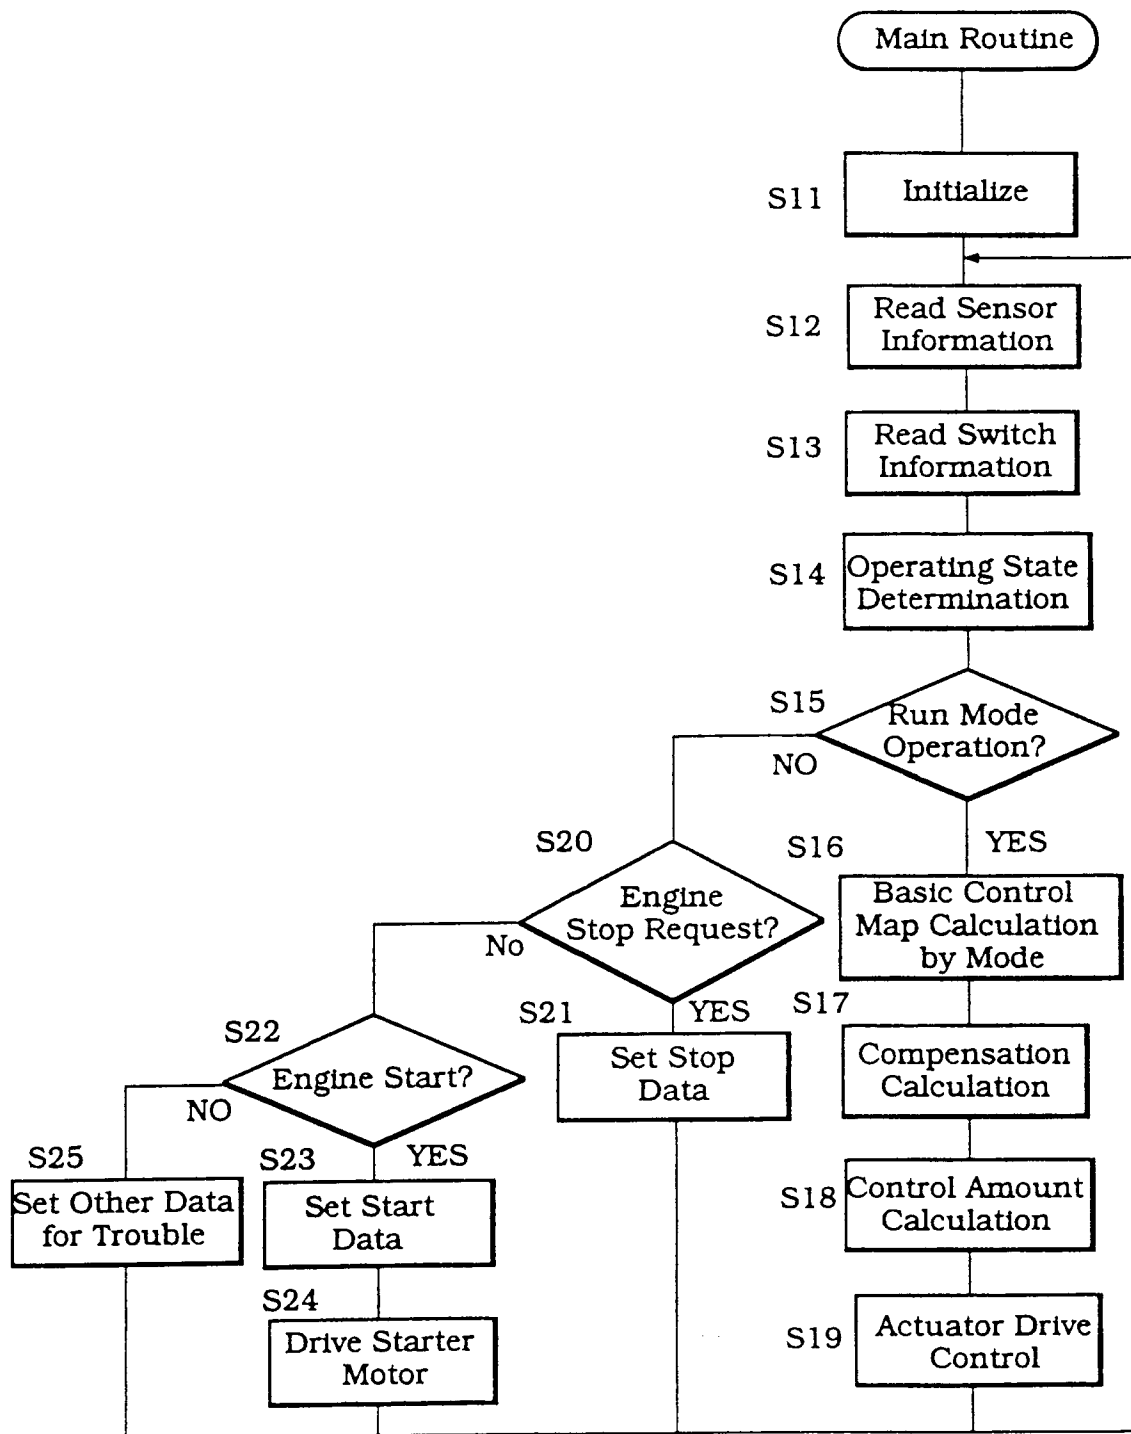 Main Routine
S11
Initialize
S12
Read Sensor
Information
S13
Read Switch
Information
S14
Operating State
Determination
S15
Run Mode
Operation?
NO
YES
S20
Engine
Stop Request?
No
YES
S16
Basic Control
Map Calculation
by Mode
S17
Compensation
Calculation
S18
Control Amount
Calculation
S19
Actuator Drive
Control
S21
Set Stop
Data
S22
Engine Start?
NO
YES
S23
Set Start
Data
S24
Drive Starter
Motor
S25
Set Other Data
for Trouble